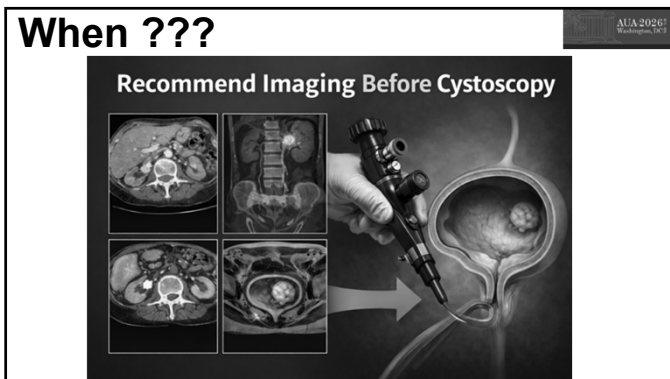 When ???
AUA 2026
Washington, DC
Recommend Imaging Before Cystoscopy